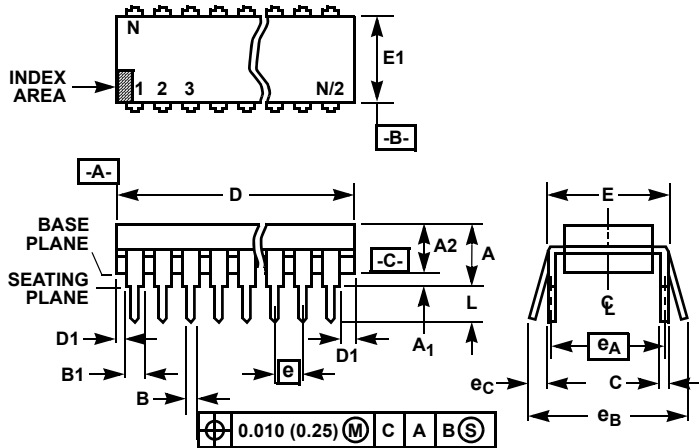 N
E1
INDEX
AREA
1 2 3 N/2
-B-
-A-
D
E
BASE
PLANE
A2
A
-C-
SEATING
PLANE
L
℄
D1
A1
D1
eA
B1
e
eC
C
B
eB
⌖ 0.010 (0.25) Ⓜ C A B Ⓢ